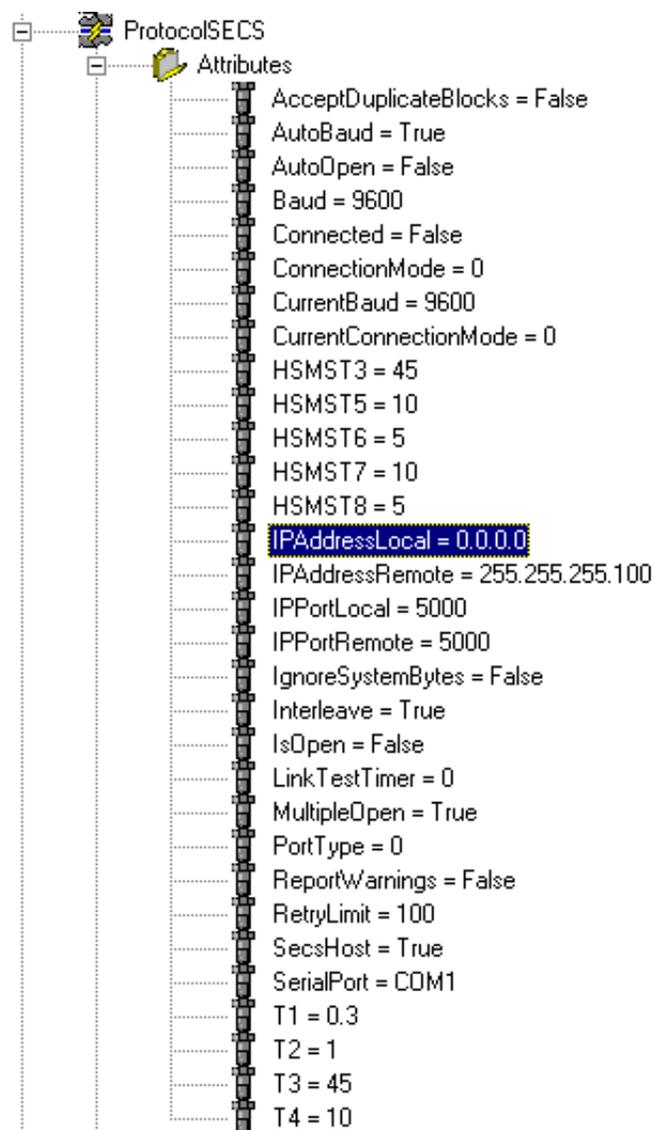 ProtocolSECS
Attributes
AcceptDuplicateBlocks = False
AutoBaud = True
AutoOpen = False
Baud = 9600
Connected = False
ConnectionMode = 0
CurrentBaud = 9600
CurrentConnectionMode = 0
HSMST3 = 45
HSMST5 = 10
HSMST6 = 5
HSMST7 = 10
HSMST8 = 5
IPAddressLocal = 0.0.0.0
IPAddressRemote = 255.255.255.100
IPPortLocal = 5000
IPPortRemote = 5000
IgnoreSystemBytes = False
Interleave = True
IsOpen = False
LinkTestTimer = 0
MultipleOpen = True
PortType = 0
ReportWarnings = False
RetryLimit = 100
SecsHost = True
SerialPort = COM1
T1 = 0.3
T2 = 1
T3 = 45
T4 = 10